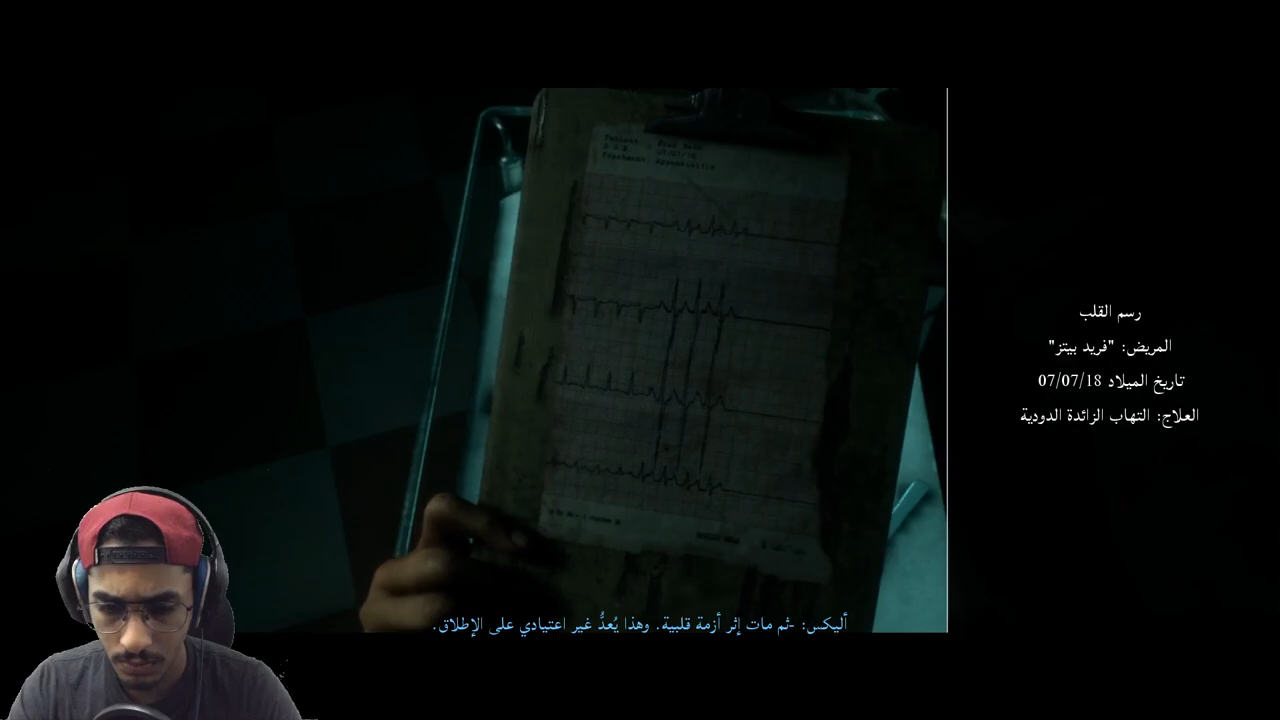 رسم القلب
المريض: "فريد بيتز"
تاريخ الميلاد 07/07/18
العلاج: التهاب الزائدة الدودية
أليكس: -ثم مات إثر أزمة قلبية. وهذا يُعدُّ غير اعتيادي على الإطلاق.